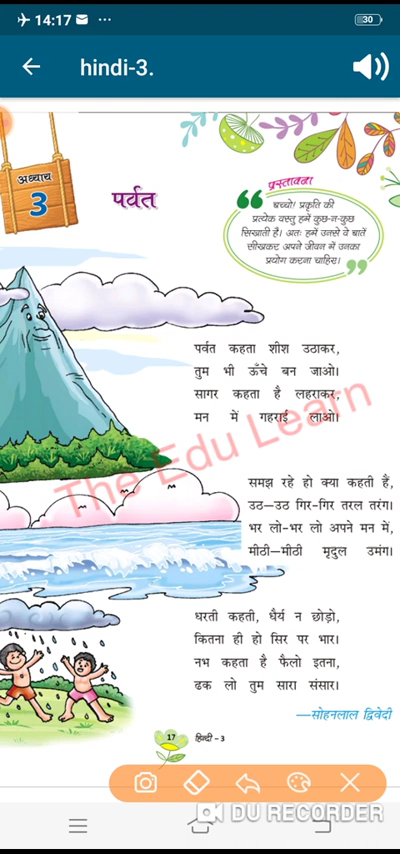 14:17
30
hindi-3.
अध्याय
3
पर्वत
प्रस्तावना
बच्चो! प्रकृति की
प्रत्येक वस्तु हमें कुछ-न-कुछ
सिखाती है। अतः हमें उनसे वे बातें
सीखकर अपने जीवन में उनका
प्रयोग करना चाहिए।
पर्वत कहता शीश उठाकर,
तुम भी ऊँचे बन जाओ।
सागर कहता है लहराकर,
मन में गहराई लाओ।
The Edu Learn
समझ रहे हो क्या कहती हैं,
उठ—उठ गिर-गिर तरल तरंग।
भर लो-भर लो अपने मन में,
मीठी—मीठी मृदुल उमंग।
धरती कहती, धैर्य न छोड़ो,
कितना ही हो सिर पर भार।
नभ कहता है फैलो इतना,
ढक लो तुम सारा संसार।
—सोहनलाल द्विवेदी
17 हिन्दी – 3
DU RECORDER